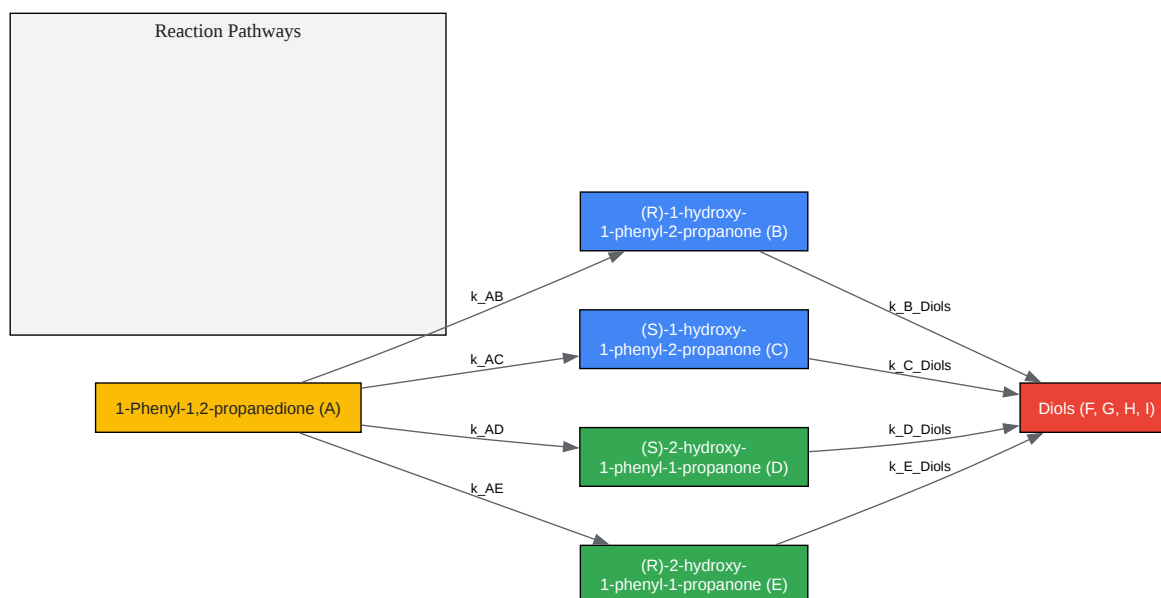 Reaction Pathways
(R)-1-hydroxy-
1-phenyl-2-propanone (B)
k_AB
k_B_Diols
(S)-1-hydroxy-
1-phenyl-2-propanone (C)
k_AC
k_C_Diols
1-Phenyl-1,2-propanedione (A)
Diols (F, G, H, I)
k_AD
k_D_Diols
(S)-2-hydroxy-
1-phenyl-1-propanone (D)
k_AE
k_E_Diols
(R)-2-hydroxy-
1-phenyl-1-propanone (E)